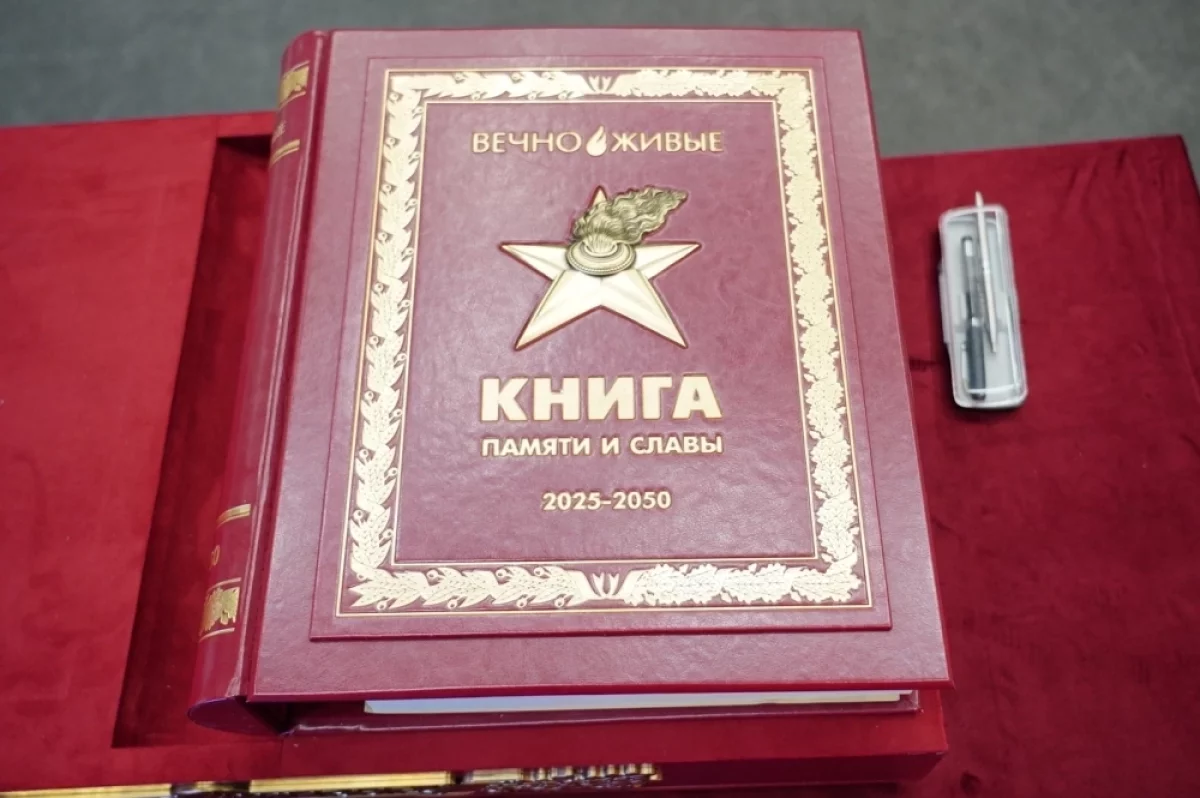 ВЕЧНО ЖИВЫЕ
КНИГА
ПАМЯТИ И СЛАВЫ
2025-2050